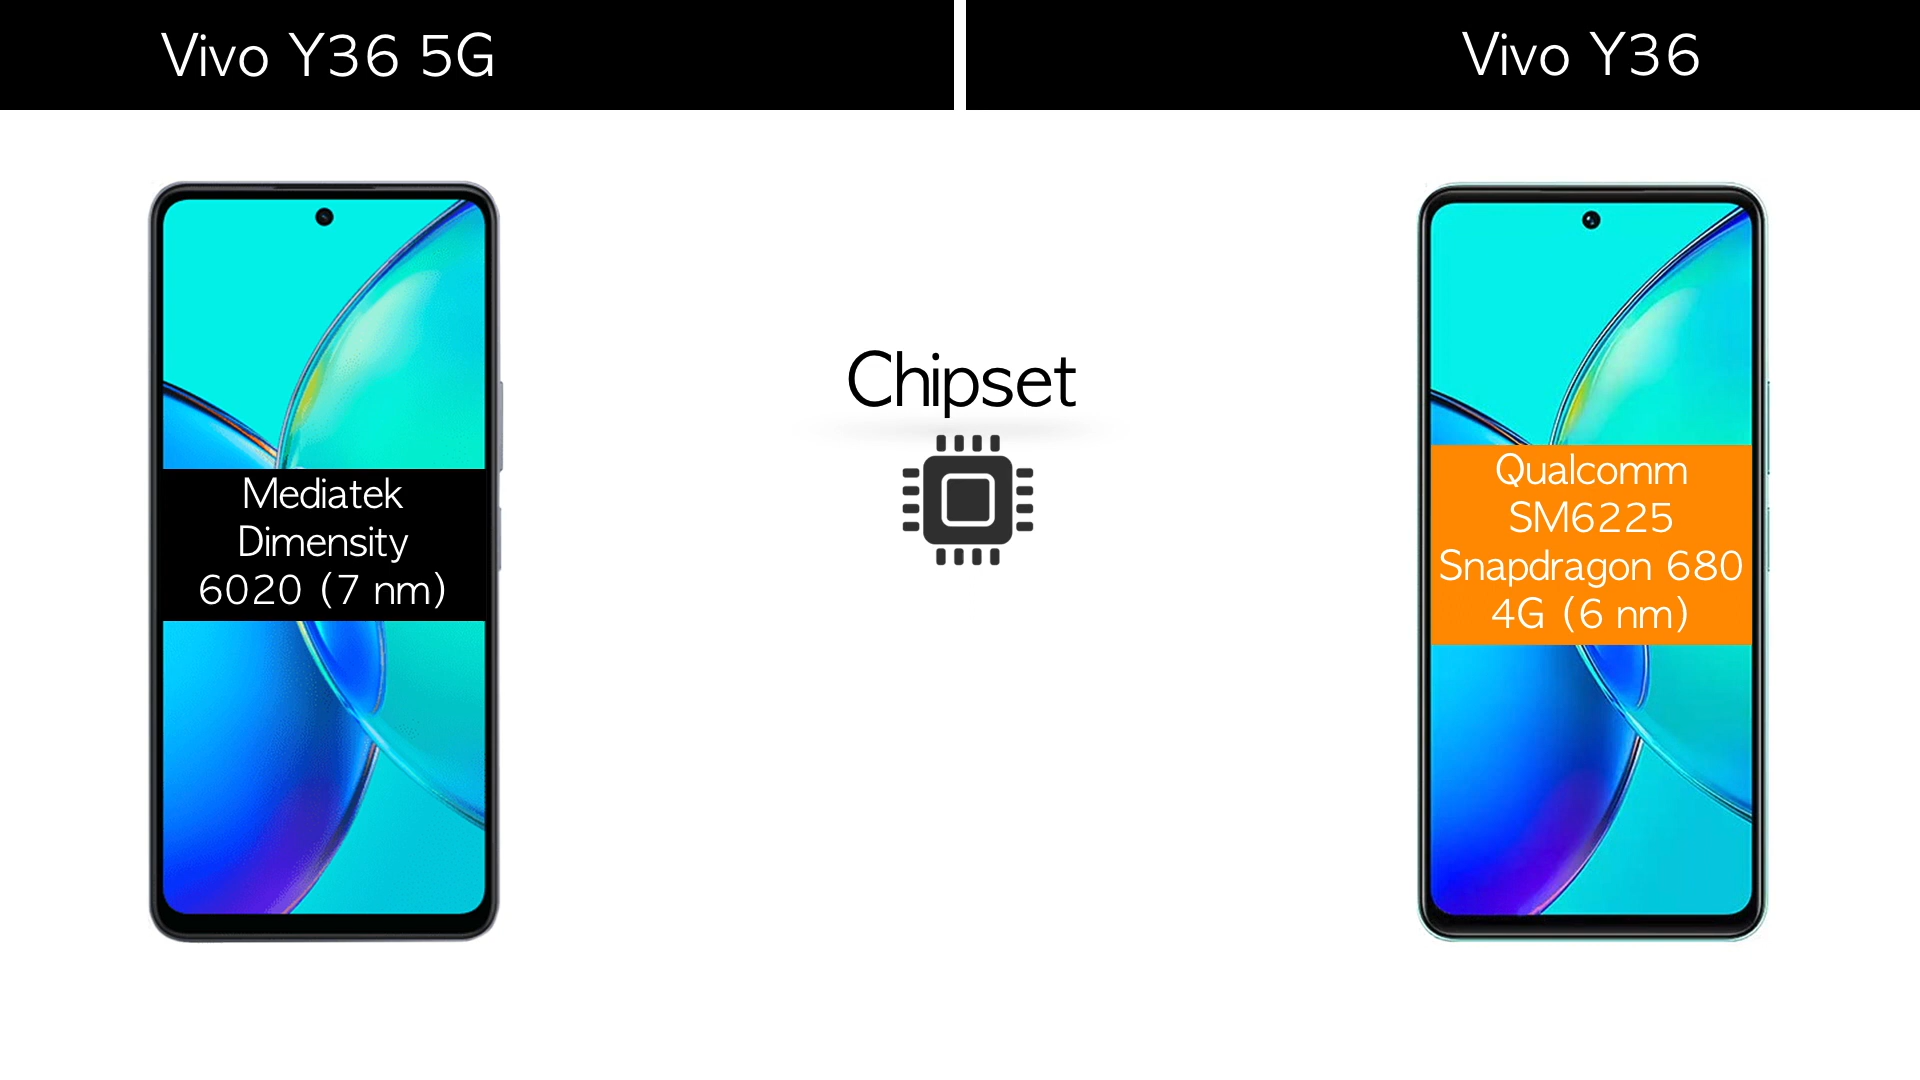 Vivo Y36 5G
Vivo Y36
Chipset
Mediatek
Dimensity
6020 (7 nm)
Qualcomm
SM6225
Snapdragon 680
4G (6 nm)